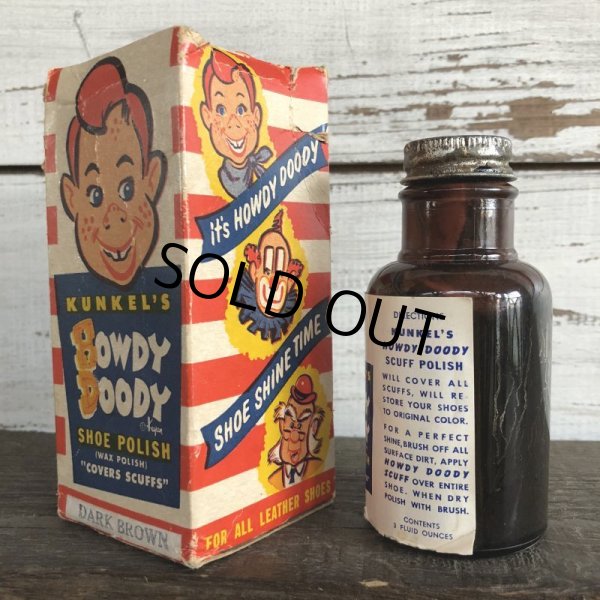 KUNKEL'S
HOWDY
DOODY
SHOE POLISH
(WAX POLISH)
"COVERS SCUFFS"
DARK BROWN
it's HOWDY DOODY
SHOE SHINE TIME
FOR ALL LEATHER SHOES
SOLD OUT
DIRECTIONS
KUNKEL'S
HOWDY DOODY
SCUFF POLISH
WILL COVER ALL
SCUFFS, WILL RE-
STORE YOUR SHOES
TO ORIGINAL COLOR.
FOR A PERFECT
SHINE, BRUSH OFF ALL
SURFACE DIRT, APPLY
HOWDY DOODY
SCUFF OVER ENTIRE
SHOE. WHEN DRY
POLISH WITH BRUSH.
CONTENTS
3 FLUID OUNCES